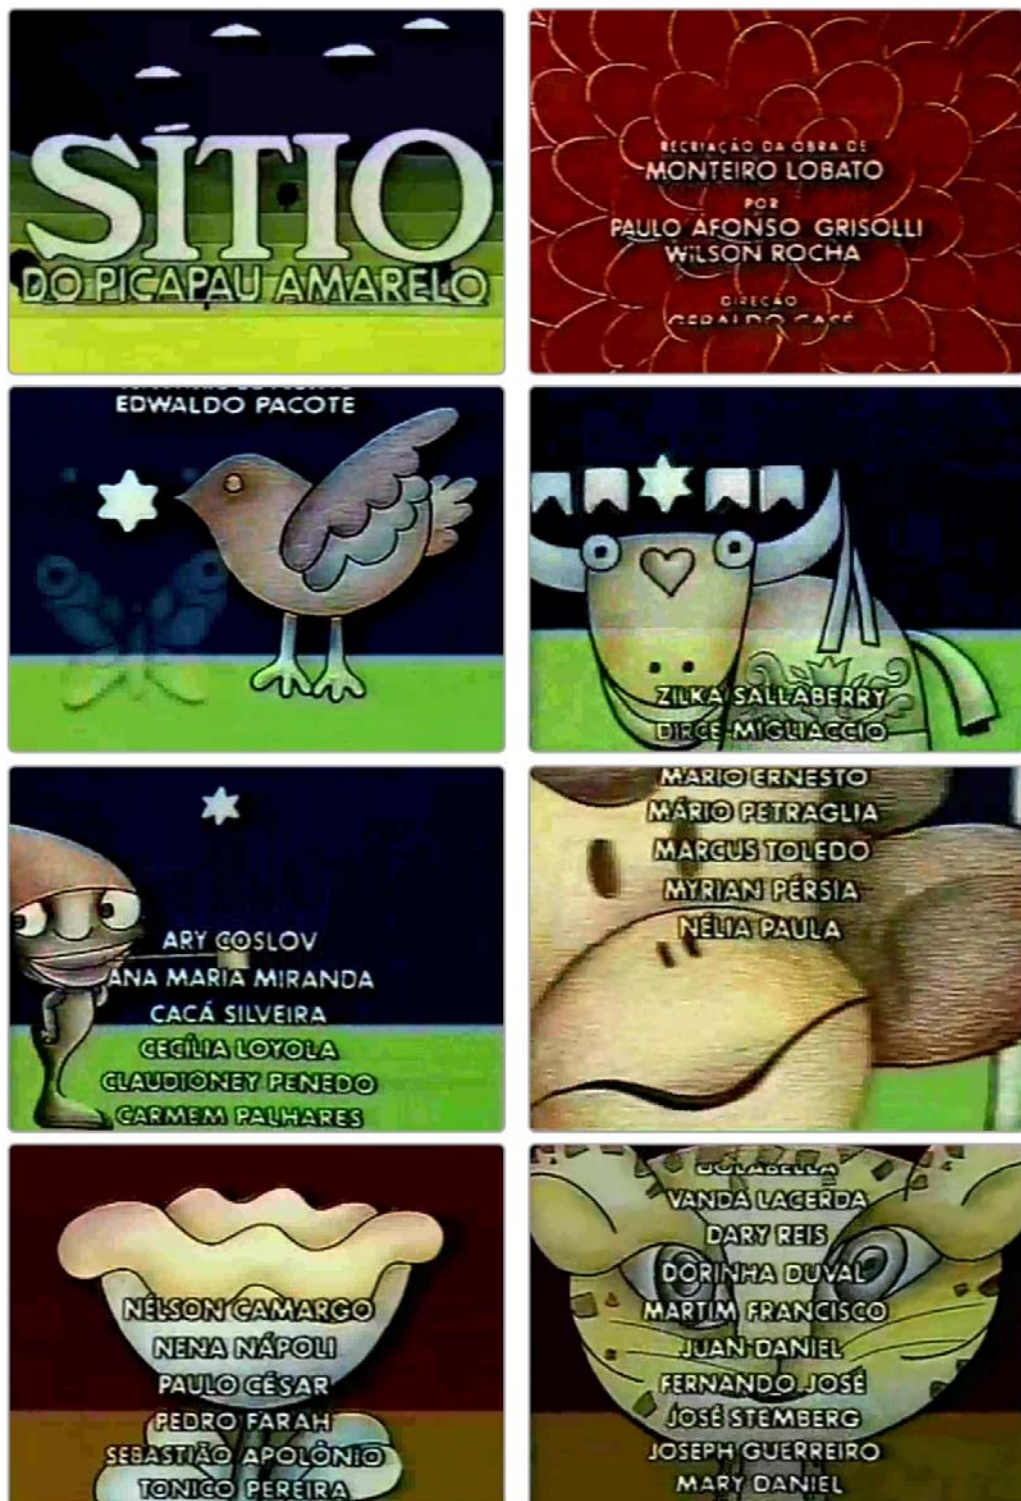 SÍTIO
DO PICAPAU AMARELO
RECRIAÇÃO DA OBRA DE
MONTEIRO LOBATO
POR
PAULO AFONSO GRISOLLI
WILSON ROCHA
DIREÇÃO
GERALDO CASÉ
EDWALDO PACOTE
ZILKA SALLABERRY
DIRCE MIGLIACCIO
ARY COSLOV
ANA MARIA MIRANDA
CACÁ SILVEIRA
CECÍLIA LOYOLA
CLAUDIONEY PENEDO
CARMEM PALHARES
MARIO ERNESTO
MÁRIO PETRAGLIA
MARCUS TOLEDO
MYRIAN PÉRSIA
NÉLIA PAULA
NÉLSON CAMARGO
NENA NÁPOLI
PAULO CÉSAR
PEDRO FARAH
SEBASTIÃO APOLÔNIO
TONICO PEREIRA
VANDA LACERDA
DARY REIS
DORINHA DUVAL
MARTIM FRANCISCO
JUAN DANIEL
FERNANDO JOSÉ
JOSÉ STEMBERG
JOSEPH GUERREIRO
MARY DANIEL